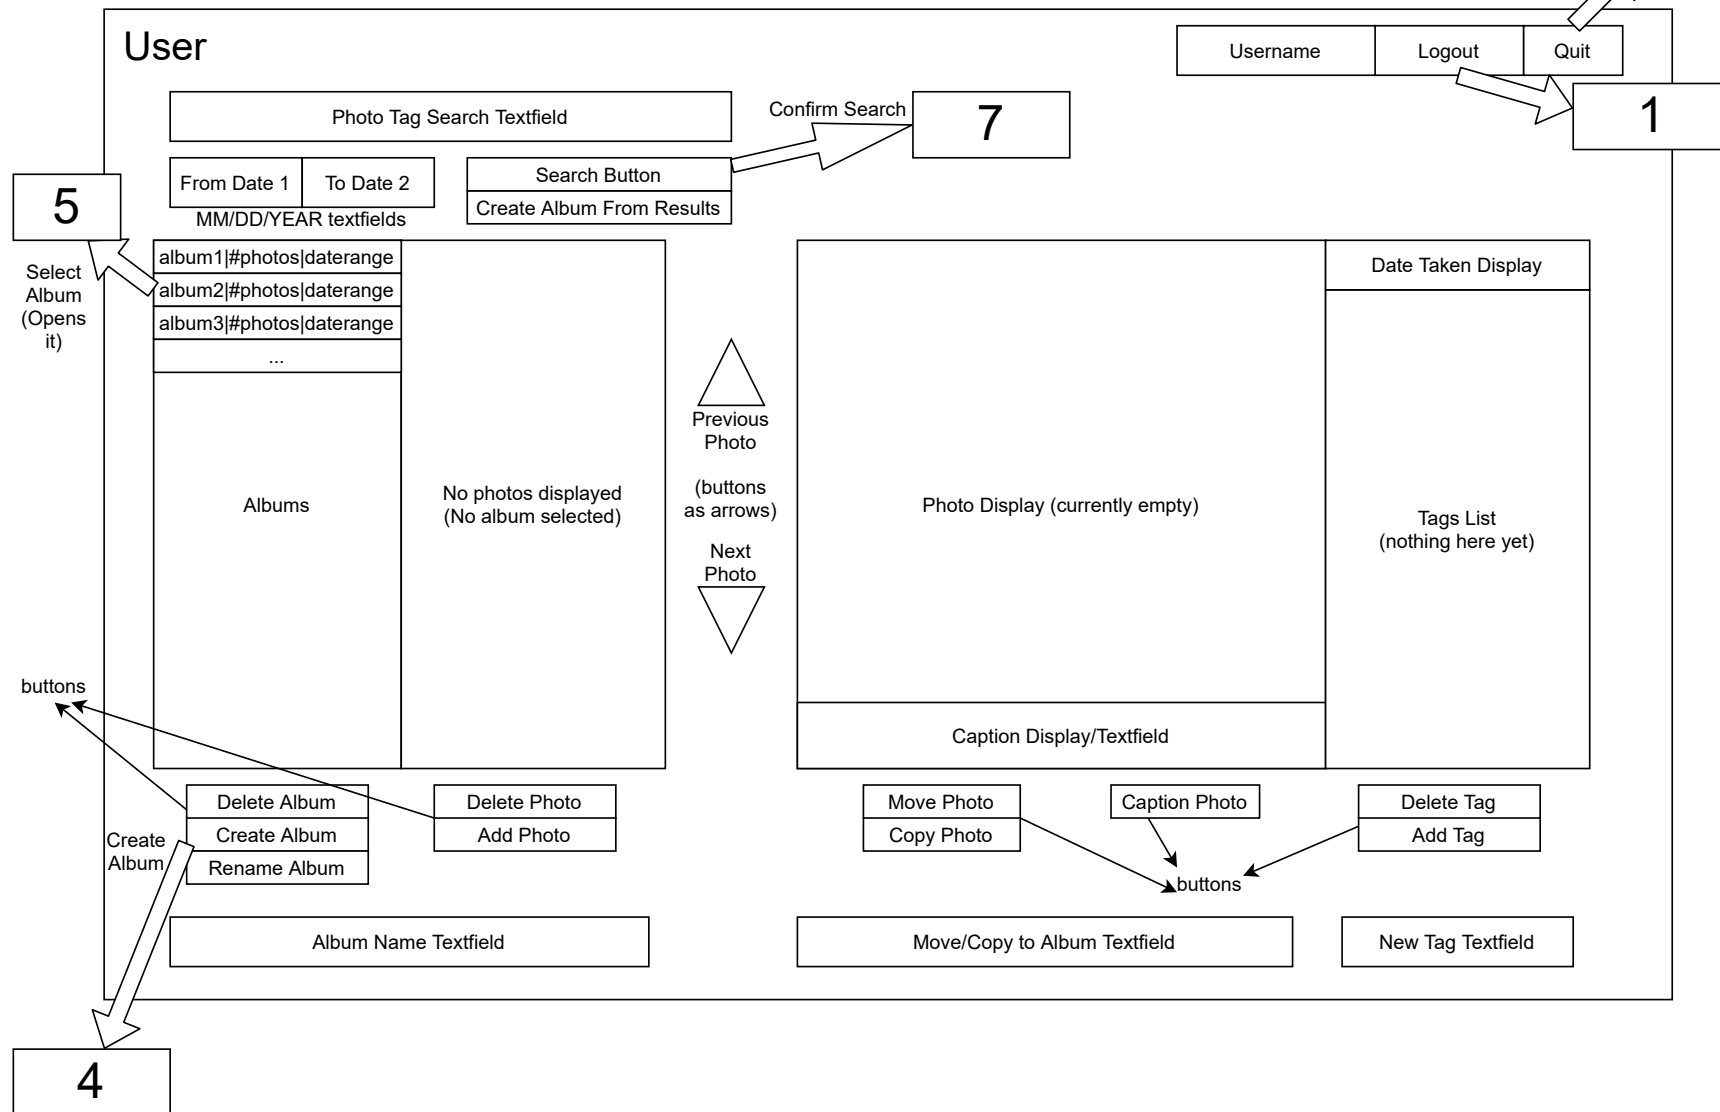 User
Username
Logout
Quit
1
Photo Tag Search Textfield
Confirm Search
7
From Date 1
To Date 2
MM/DD/YEAR textfields
Search Button
Create Album From Results
5
Select
Album
(Opens
it)
album1|#photos|daterange
album2|#photos|daterange
album3|#photos|daterange
...
Albums
No photos displayed
(No album selected)
Previous
Photo
(buttons
as arrows)
Next
Photo
Photo Display (currently empty)
Date Taken Display
Tags List
(nothing here yet)
Caption Display/Textfield
buttons
Delete Album
Create Album
Rename Album
Create
Album
Delete Photo
Add Photo
Move Photo
Copy Photo
Caption Photo
Delete Tag
Add Tag
buttons
Album Name Textfield
Move/Copy to Album Textfield
New Tag Textfield
4